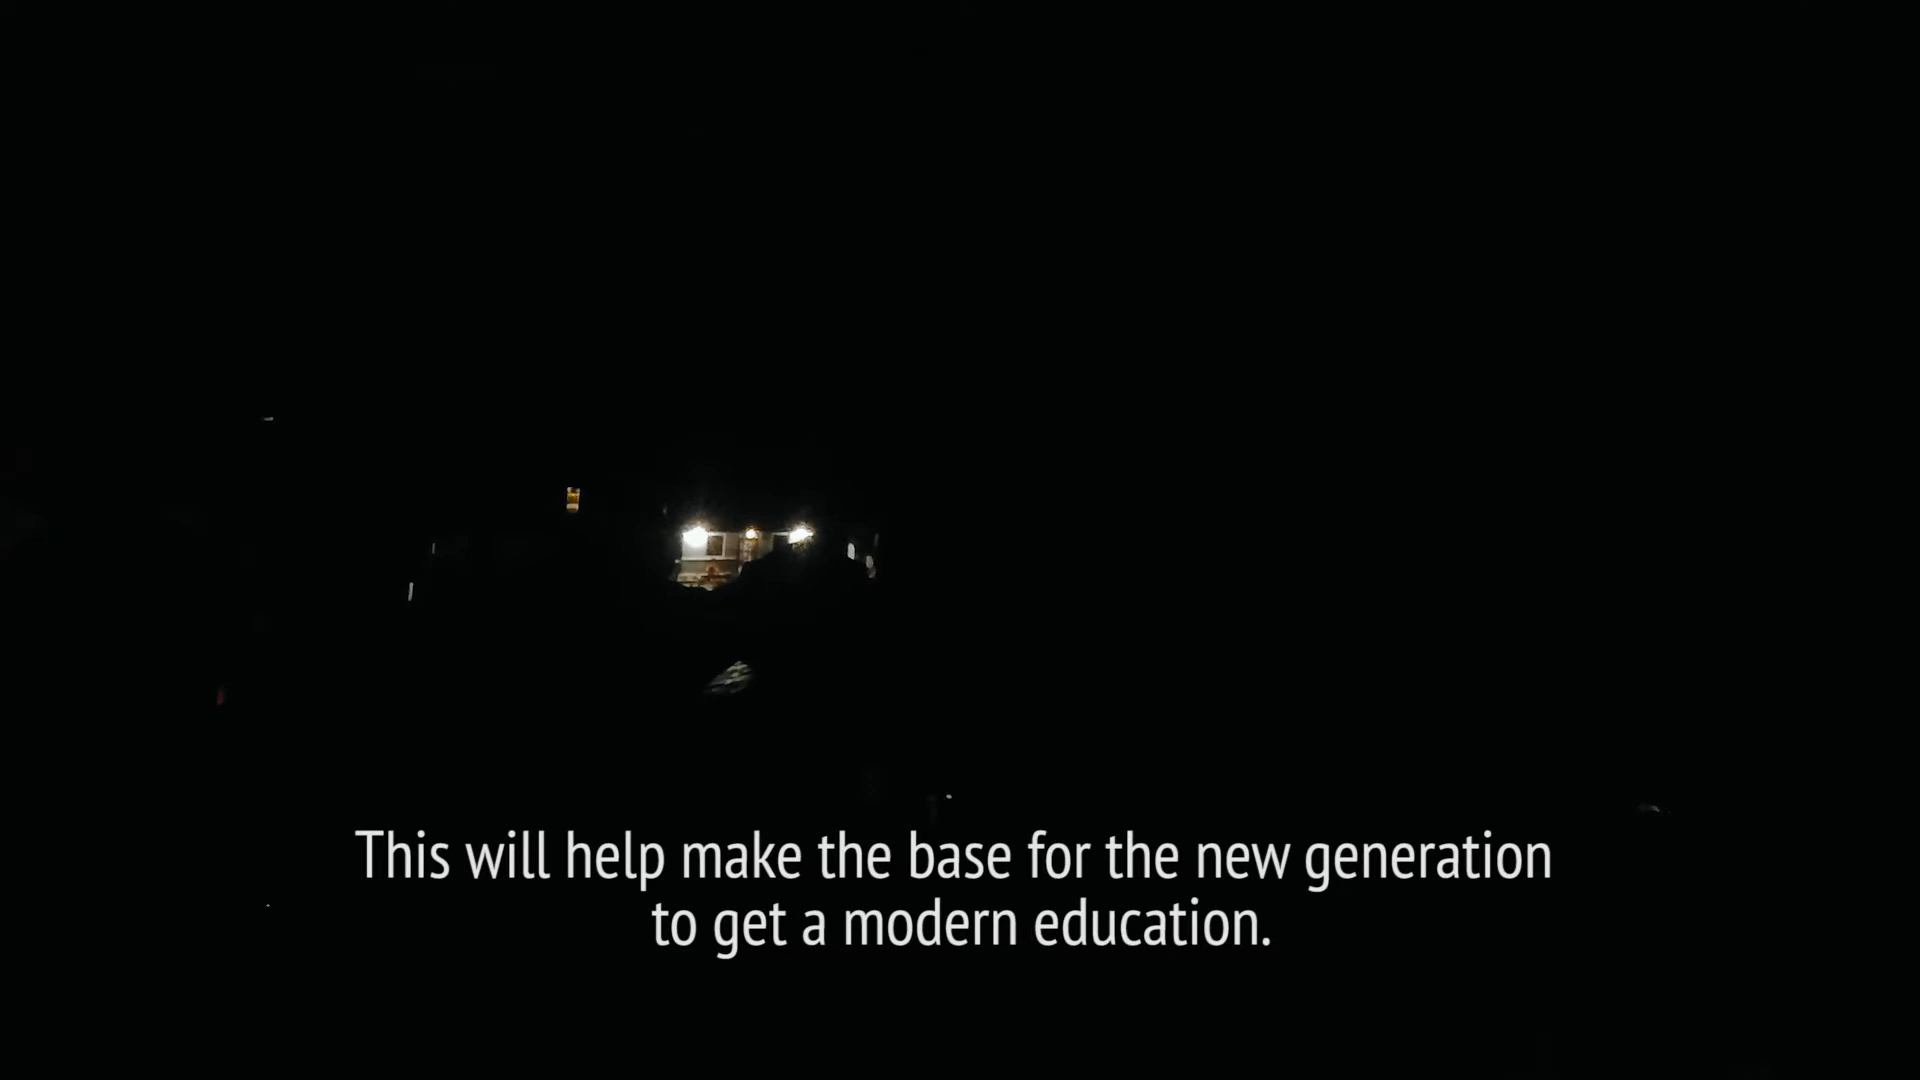 This will help make the base for the new generation
to get a modern education.